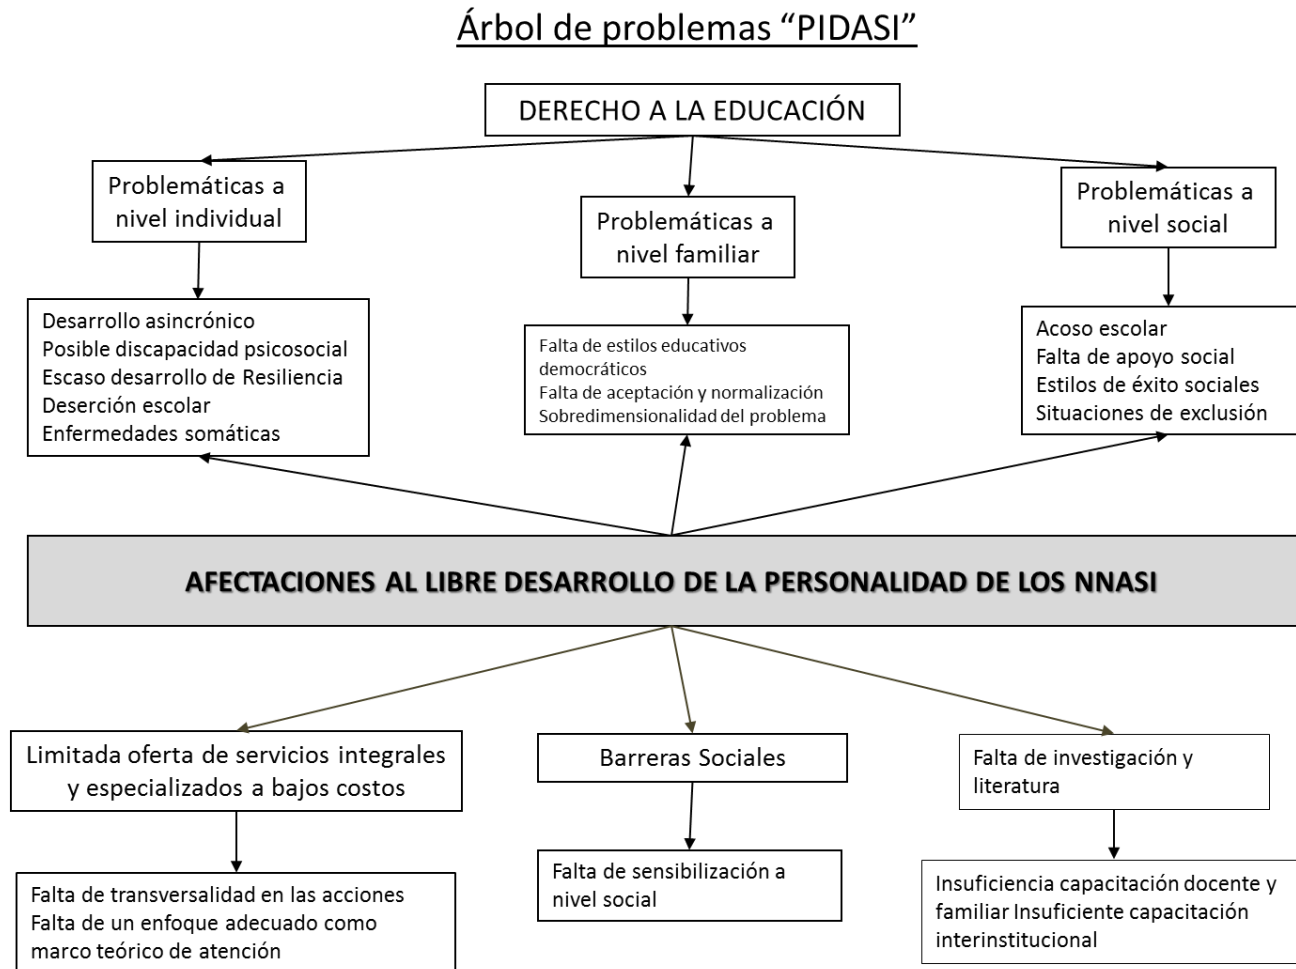 Árbol de problemas “PIDASI”
DERECHO A LA EDUCACIÓN
Problemáticas a
nivel individual
Problemáticas a
nivel familiar
Problemáticas a
nivel social
Desarrollo asincrónico
Posible discapacidad psicosocial
Escaso desarrollo de Resiliencia
Deserción escolar
Enfermedades somáticas
Falta de estilos educativos
democráticos
Falta de aceptación y normalización
Sobredimensionalidad del problema
Acoso escolar
Falta de apoyo social
Estilos de éxito sociales
Situaciones de exclusión
AFECTACIONES AL LIBRE DESARROLLO DE LA PERSONALIDAD DE LOS NNASI
Limitada oferta de servicios integrales
y especializados a bajos costos
Barreras Sociales
Falta de investigación y
literatura
Falta de transversalidad en las acciones
Falta de un enfoque adecuado como
marco teórico de atención
Falta de sensibilización a
nivel social
Insuficiencia capacitación docente y
familiar Insuficiente capacitación
interinstitucional